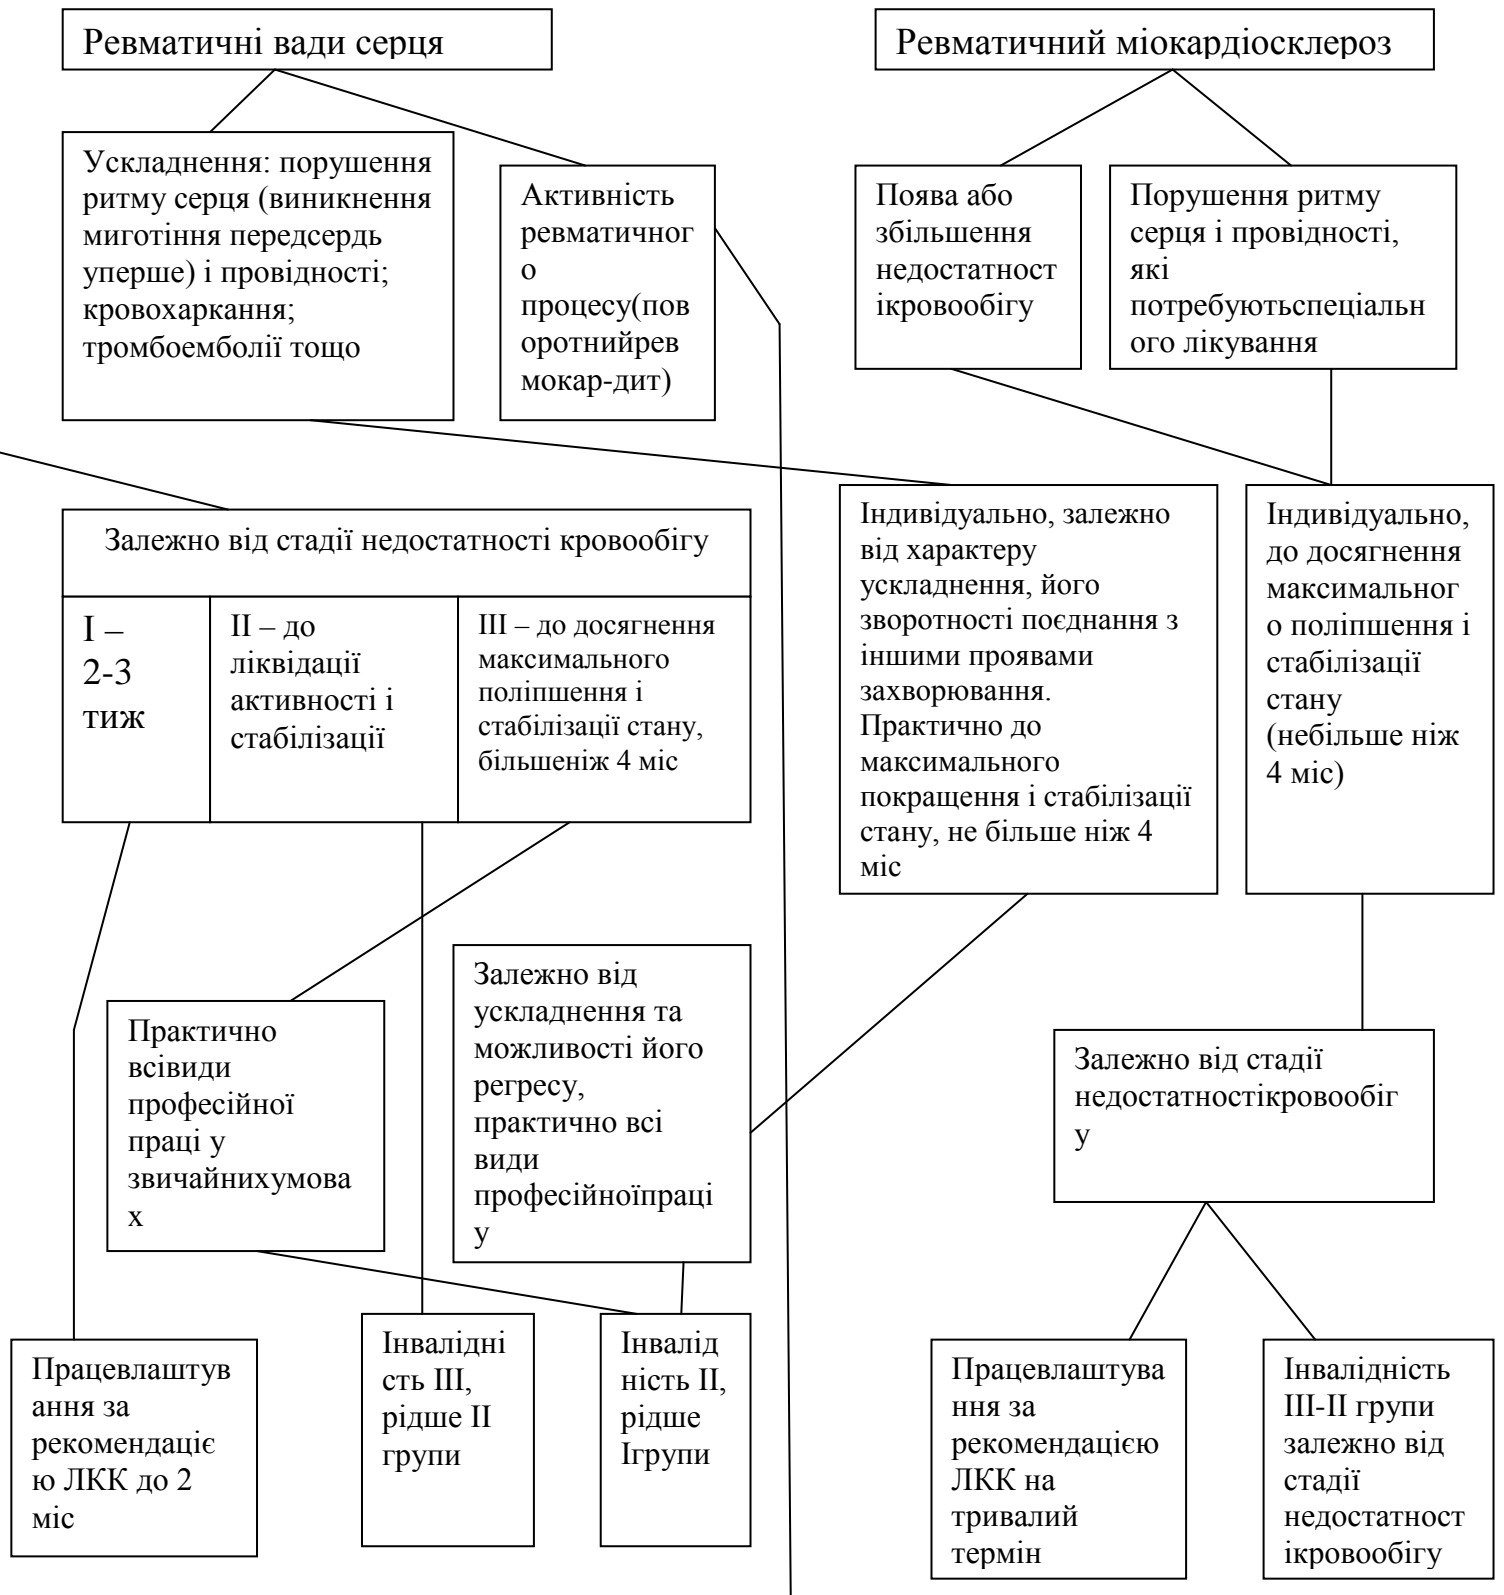 Ревматичні вади серця
Ревматичний міокардіосклероз
Ускладнення: порушення
ритму серця (виникнення
миготіння передсердь
уперше) і провідності;
кровохаркання;
тромбоемболії тощо
Активність
ревматичног
о
процесу(пов
оротнийрев
мокар-дит)
Поява або
збільшення
недостатност
ікровообігу
Порушення ритму
серця і провідності,
які
потребуютьспеціальн
ого лікування
Залежно від стадії недостатності кровообігу
I –
2-3
тиж
II – до
ліквідації
активності і
стабілізації
III – до досягнення
максимального
поліпшення і
стабілізації стану,
більшеніж 4 міс
Індивідуально, залежно
від характеру
ускладнення, його
зворотності поєднання з
іншими проявами
захворювання.
Практично до
максимального
покращення і стабілізації
стану, не більше ніж 4
міс
Індивідуально,
до досягнення
максимальног
о поліпшення і
стабілізації
стану
(небільше ніж
4 міс)
Практично
всівиди
професійної
праці у
звичайнихумова
х
Залежно від
ускладнення та
можливості його
регресу,
практично всі
види
професійноїпраці
у
Залежно від стадії
недостатностікровообіг
у
Працевлаштув
ання за
рекомендаціє
ю ЛКК до 2
міс
Інвалідні
сть III,
рідше II
групи
Інвалід
ність II,
рідше
Iгрупи
Працевлаштува
ння за
рекомендацією
ЛКК на
тривалий
термін
Інвалідність
III-II групи
залежно від
стадії
недостатност
ікровообігу